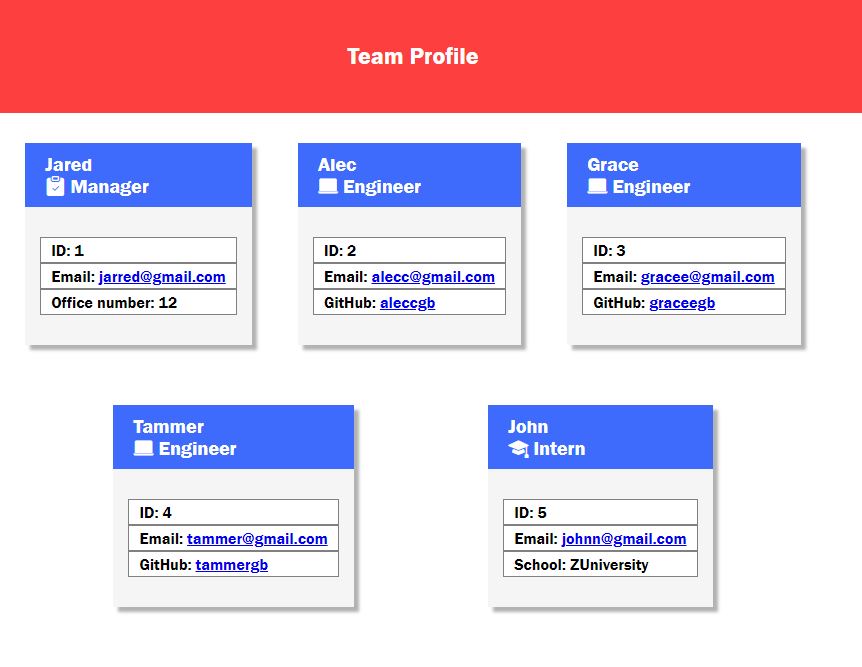 Team Profile
Jared
Manager
ID: 1
Email: jarred@gmail.com
Office number: 12
Alec
Engineer
ID: 2
Email: alecc@gmail.com
GitHub: aleccgb
Grace
Engineer
ID: 3
Email: gracee@gmail.com
GitHub: graceegb
Tammer
Engineer
ID: 4
Email: tammer@gmail.com
GitHub: tammergb
John
Intern
ID: 5
Email: johnn@gmail.com
School: ZUniversity